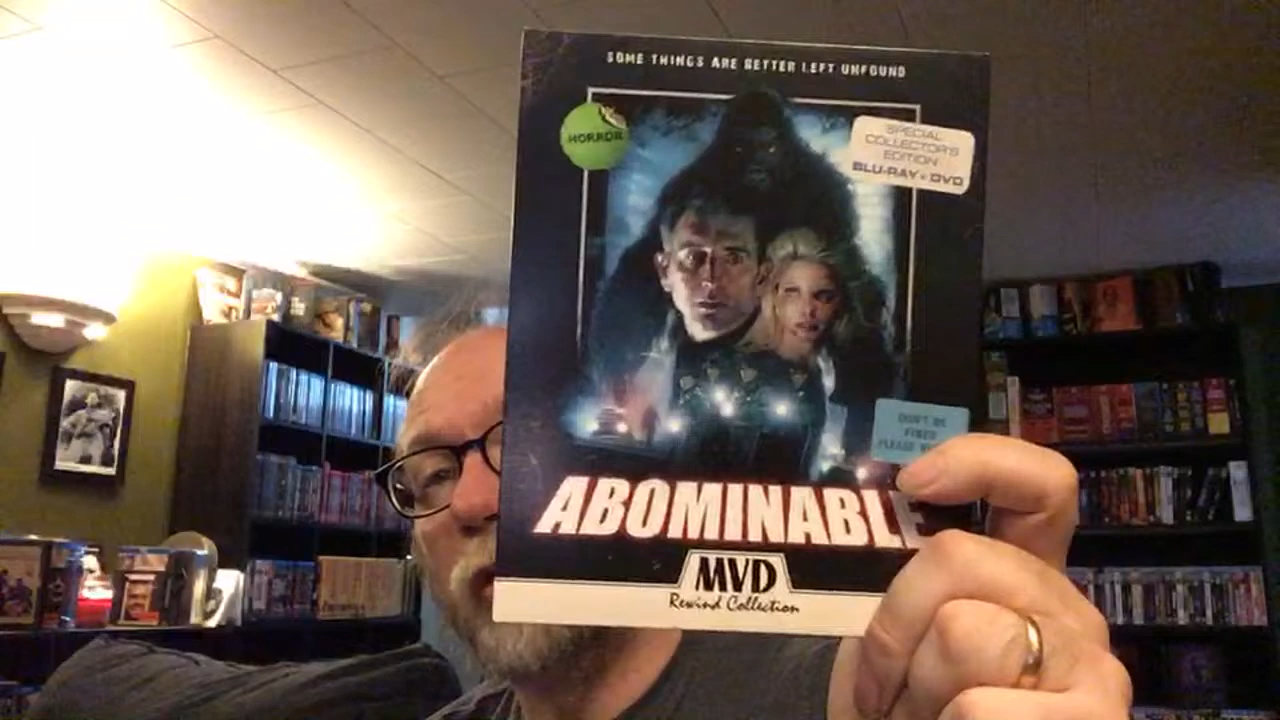 SOME THINGS ARE BETTER LEFT UNFOUND
HORROR
SPECIAL
COLLECTOR'S
EDITION
BLU-RAY + DVD
DON'T BE
PLEASE
ABOMINABLE
MVD
Rewind Collection